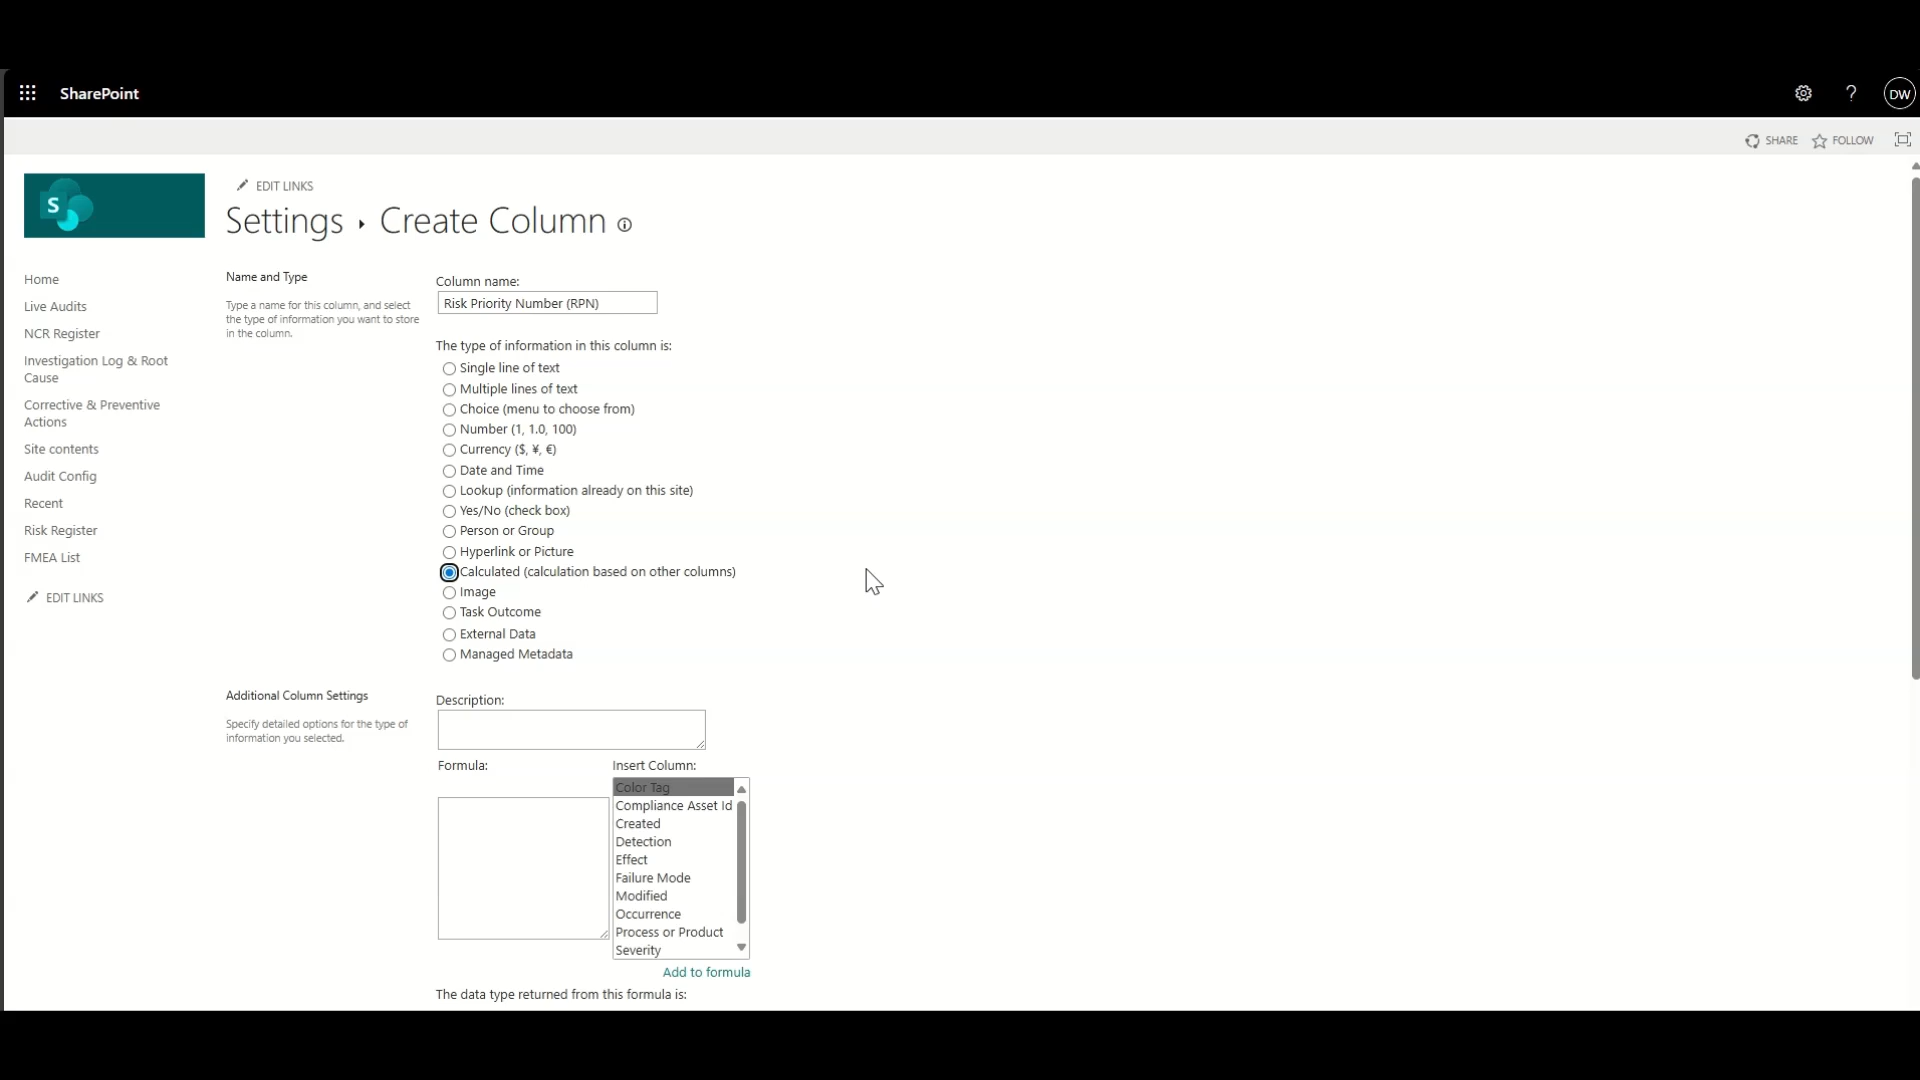 SharePoint
DW
SHARE
FOLLOW
S
EDIT LINKS
Settings ▸ Create Column
Home
Live Audits
NCR Register
Investigation Log & Root
Cause
Corrective & Preventive
Actions
Site contents
Audit Config
Recent
Risk Register
FMEA List
EDIT LINKS
Name and Type
Type a name for this column, and select
the type of information you want to store
in the column.
Column name:
Risk Priority Number (RPN)
The type of information in this column is:
Single line of text
Multiple lines of text
Choice (menu to choose from)
Number (1, 1.0, 100)
Currency ($, ¥, €)
Date and Time
Lookup (information already on this site)
Yes/No (check box)
Person or Group
Hyperlink or Picture
Calculated (calculation based on other columns)
Image
Task Outcome
External Data
Managed Metadata
Additional Column Settings
Specify detailed options for the type of
information you selected.
Description:
Formula:
Insert Column:
Color Tag
Compliance Asset Id
Created
Detection
Effect
Failure Mode
Modified
Occurrence
Process or Product
Severity
Add to formula
The data type returned from this formula is: